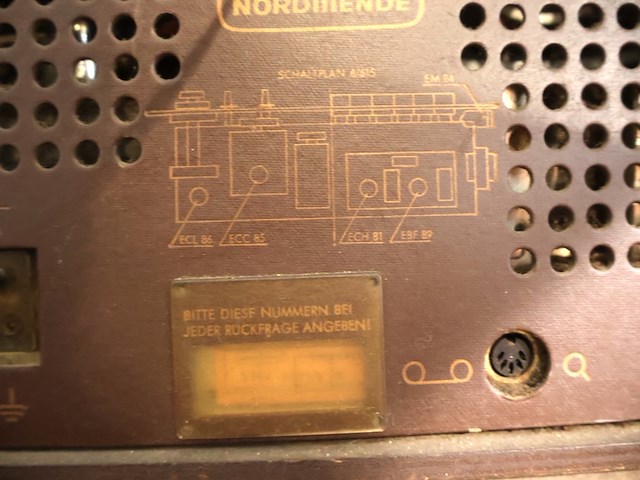 NORDMENDE
SCHALTPLAN 6/615
EM 84
ECL 86 ECC 85 ECH 81 EBF 89
BITTE DIESE NUMMERN BEI
JEDER RÜCKFRAGE ANGEBEN!